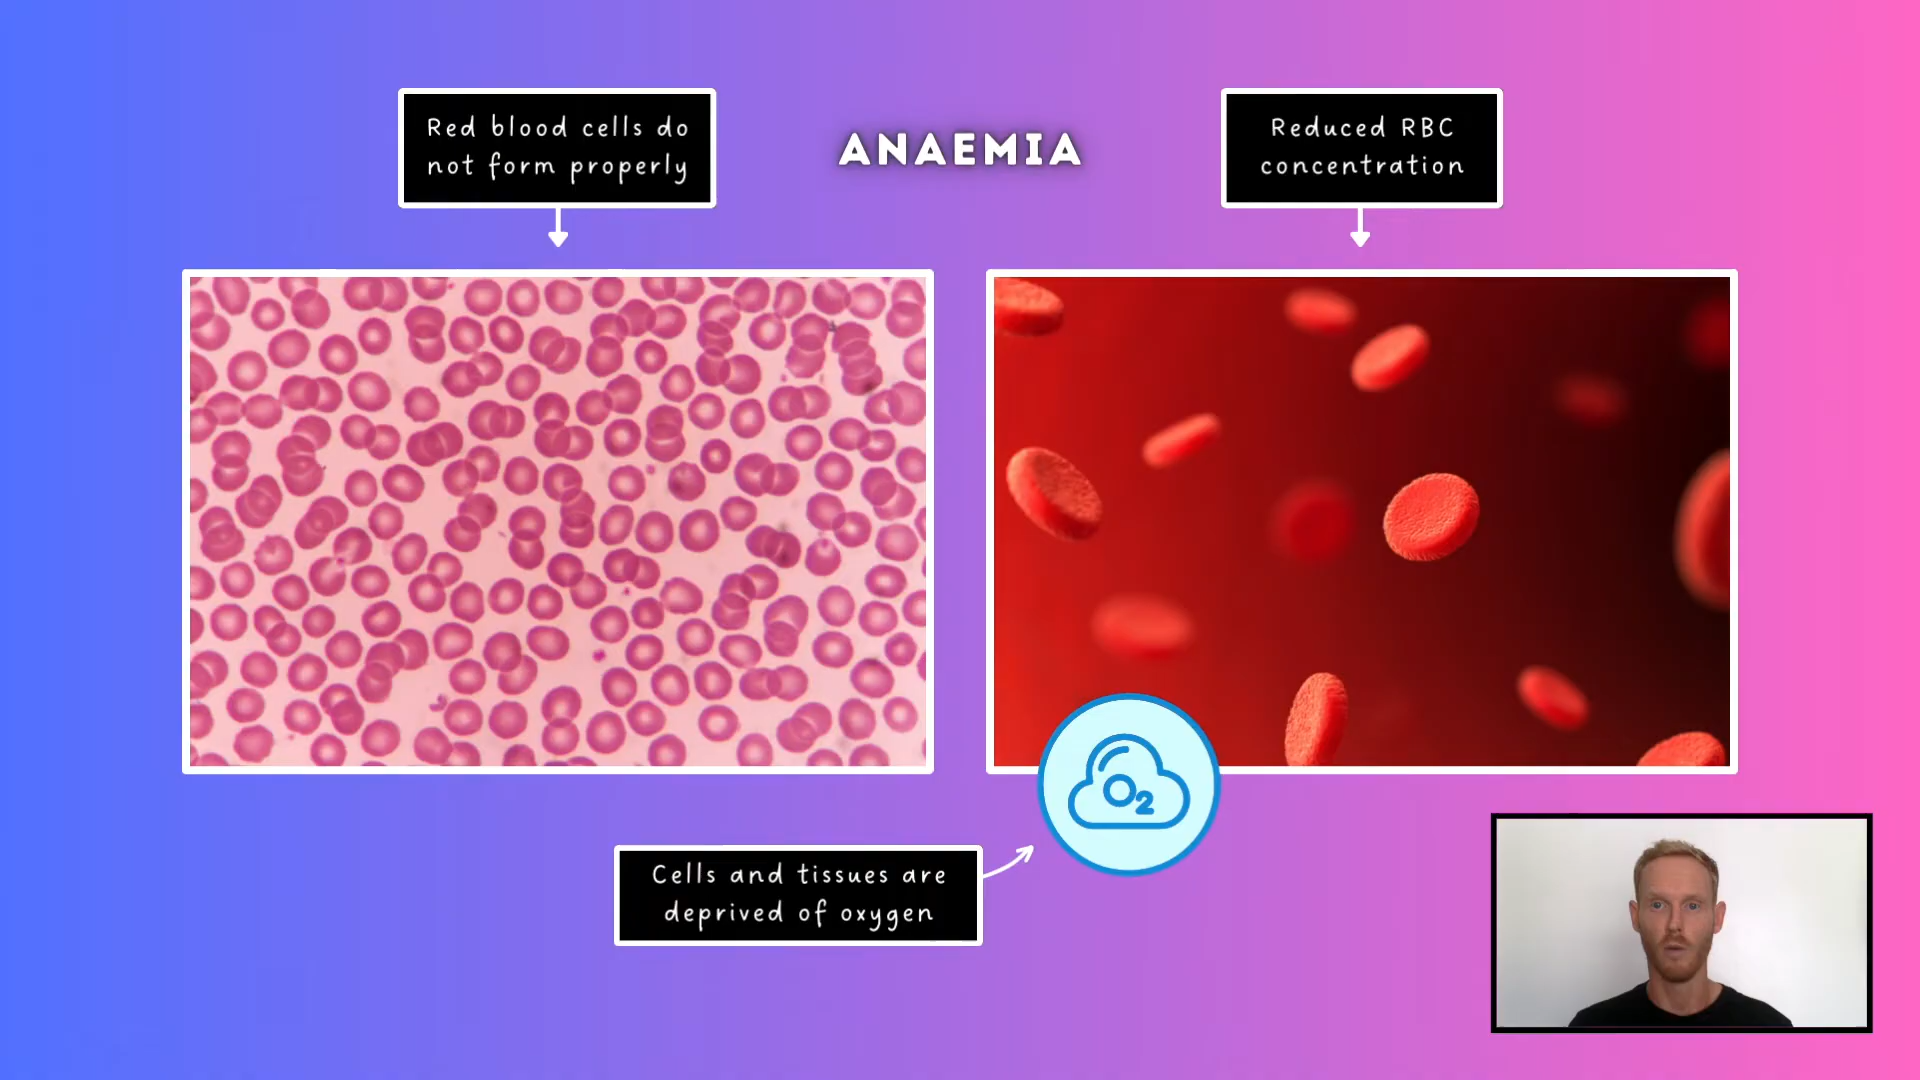 Red blood cells do
not form properly
ANAEMIA
Reduced RBC
concentration
O2
Cells and tissues are
deprived of oxygen